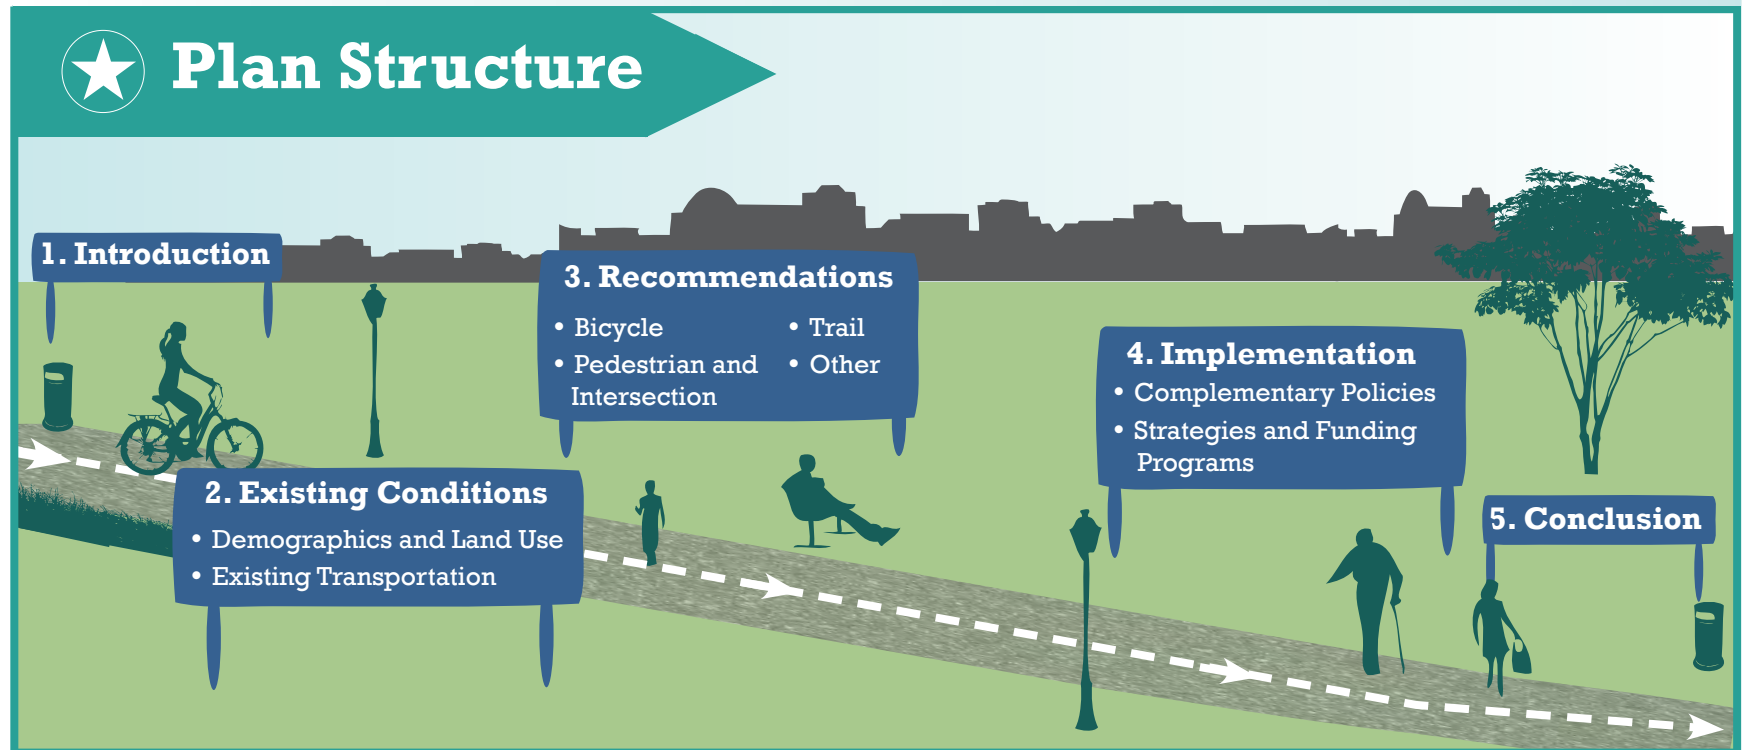 Plan Structure
1. Introduction
2. Existing Conditions
• Demographics and Land Use
• Existing Transportation
3. Recommendations
• Bicycle
• Pedestrian and
Intersection
• Trail
• Other
4. Implementation
• Complementary Policies
• Strategies and Funding
Programs
5. Conclusion